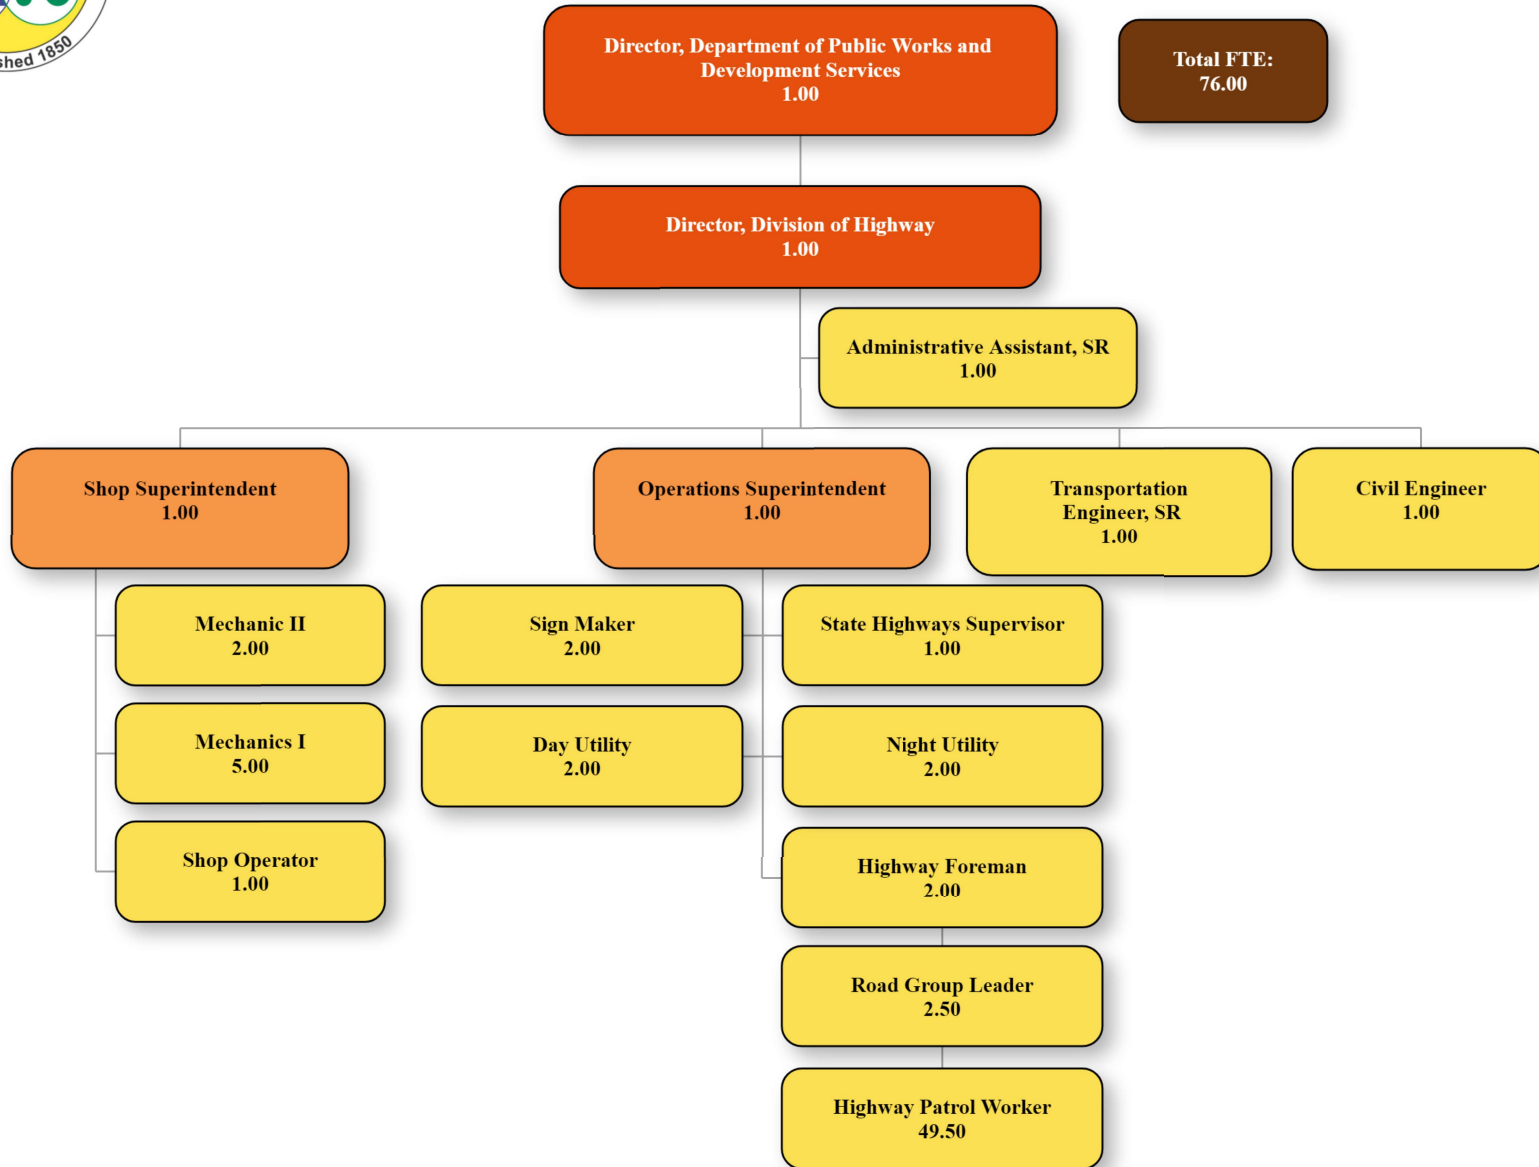 shed 1850
Director, Department of Public Works and
Development Services
1.00
Total FTE:
76.00
Director, Division of Highway
1.00
Administrative Assistant, SR
1.00
Shop Superintendent
1.00
Operations Superintendent
1.00
Transportation
Engineer, SR
1.00
Civil Engineer
1.00
Mechanic II
2.00
Sign Maker
2.00
State Highways Supervisor
1.00
Mechanics I
5.00
Day Utility
2.00
Night Utility
2.00
Shop Operator
1.00
Highway Foreman
2.00
Road Group Leader
2.50
Highway Patrol Worker
49.50